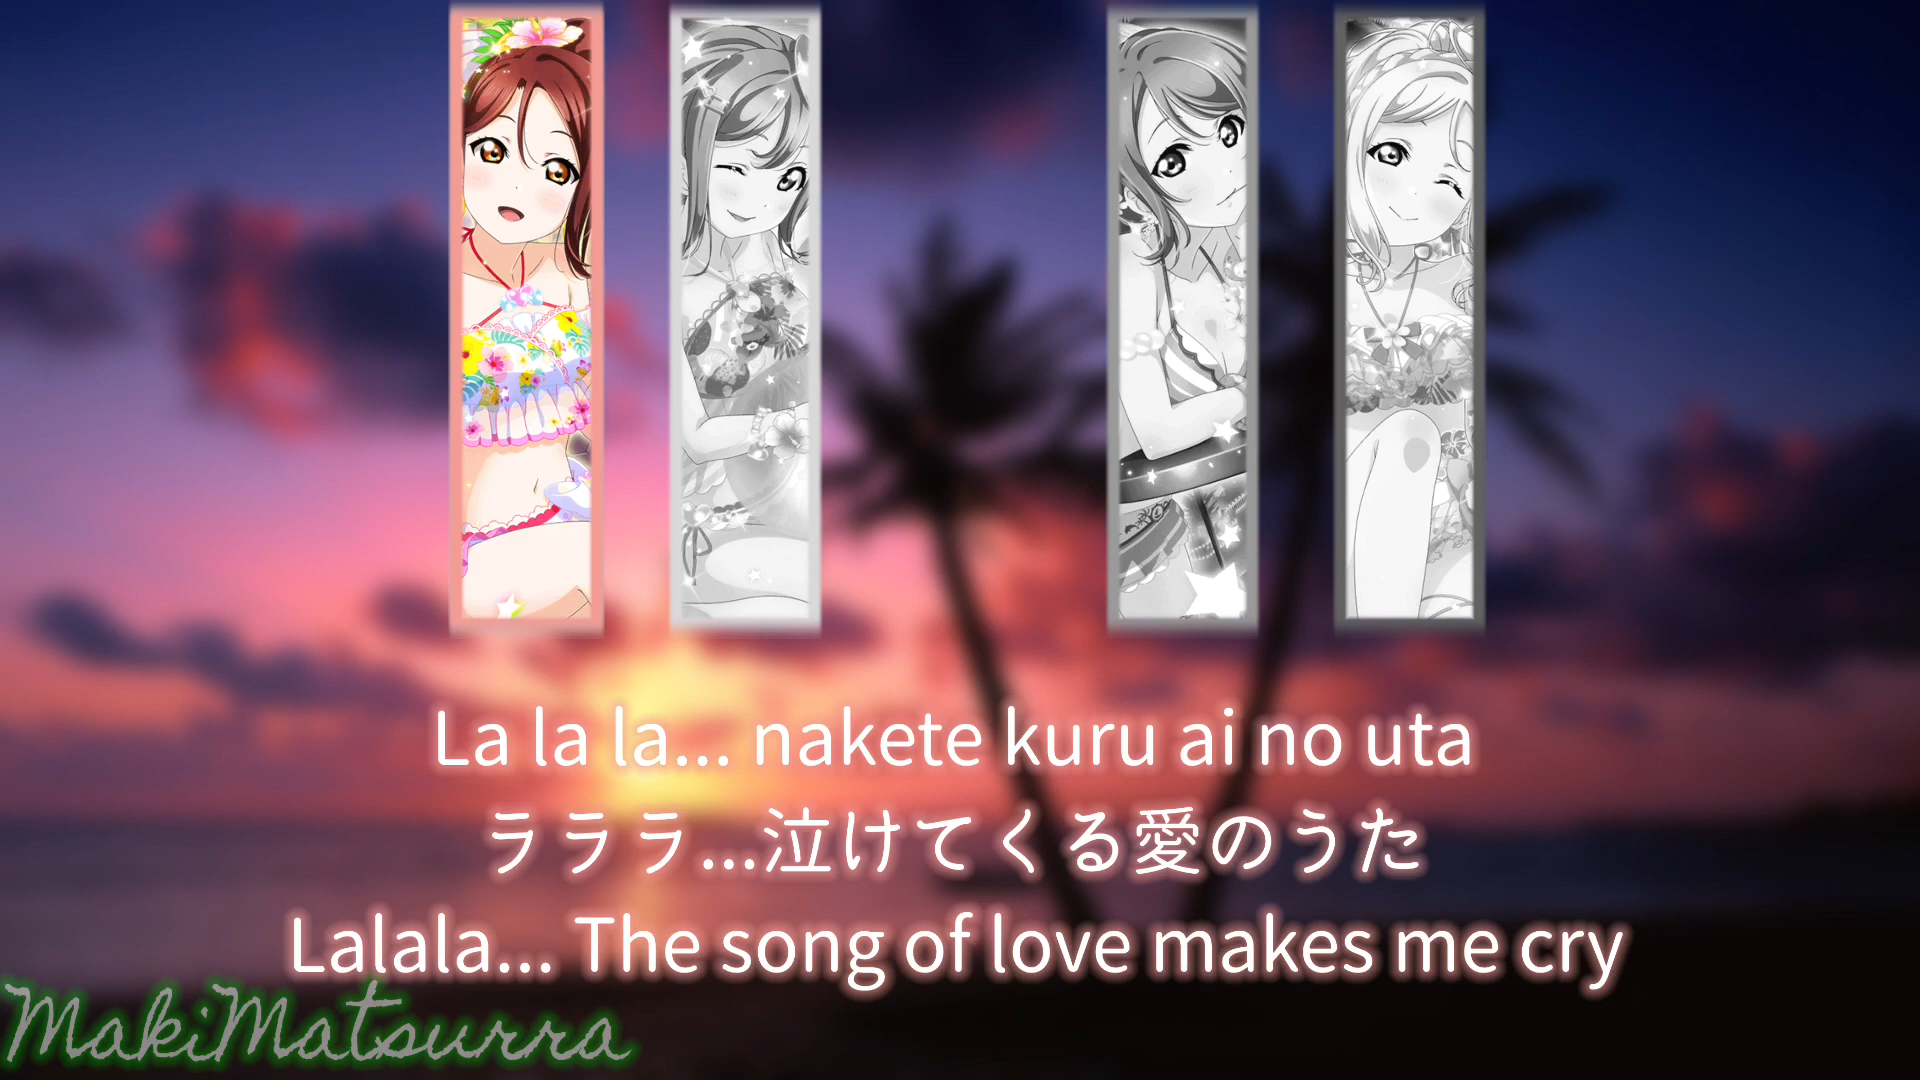 La la la... nakete kuru ai no uta
ラララ...泣けてくる愛のうた
Lalala... The song of love makes me cry
MakiMatsurra